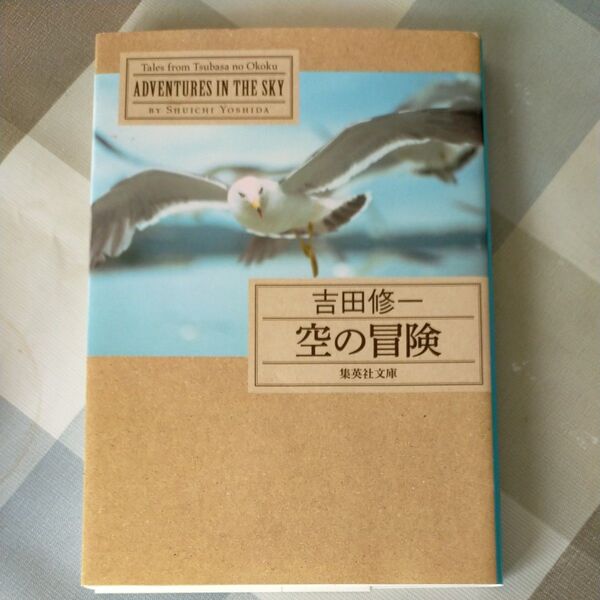 Tales from Tsubasa no Okoku
ADVENTURES IN THE SKY
BY SHUICHI YOSHIDA
吉田修一
空の冒険
集英社文庫